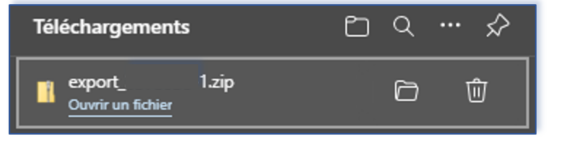 Téléchargements
export_ 1.zip
Ouvrir un fichier